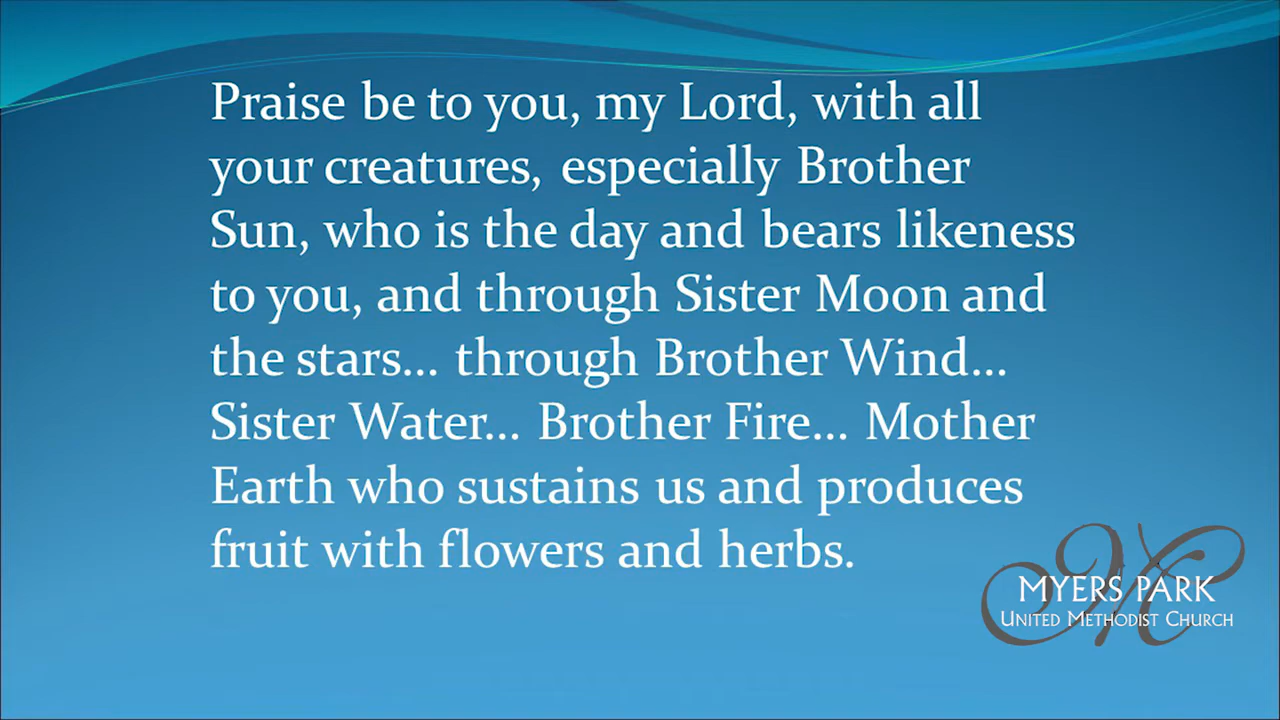 Praise be to you, my Lord, with all
your creatures, especially Brother
Sun, who is the day and bears likeness
to you, and through Sister Moon and
the stars... through Brother Wind...
Sister Water... Brother Fire... Mother
Earth who sustains us and produces
fruit with flowers and herbs.
MYERS PARK
UNITED METHODIST CHURCH